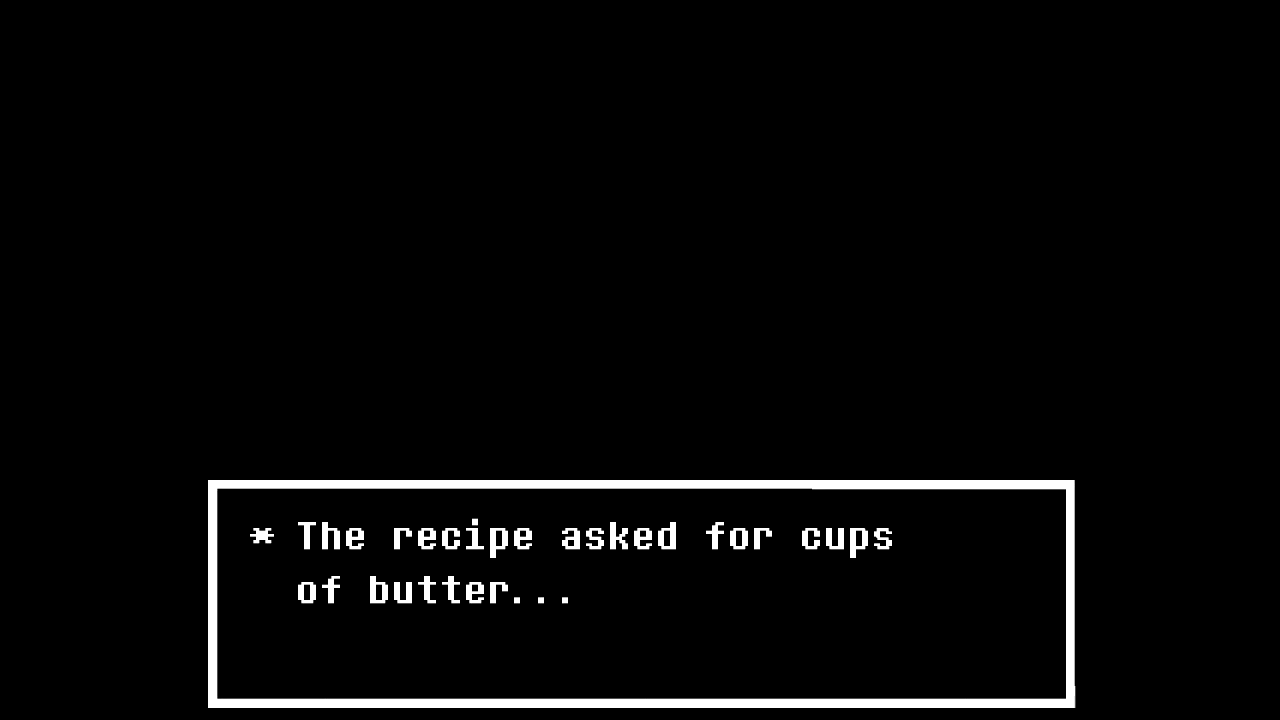 * The recipe asked for cups
of butter...